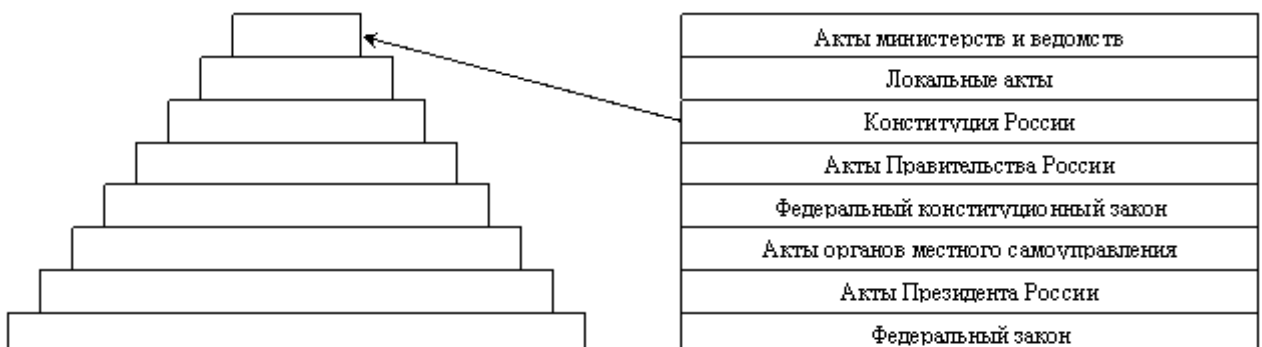 Акты министерств и ведомств
Локальные акты
Конституция России
Акты Правительства России
Федеральный конституционный закон
Акты органов местного самоуправления
Акты Президента России
Федеральный закон